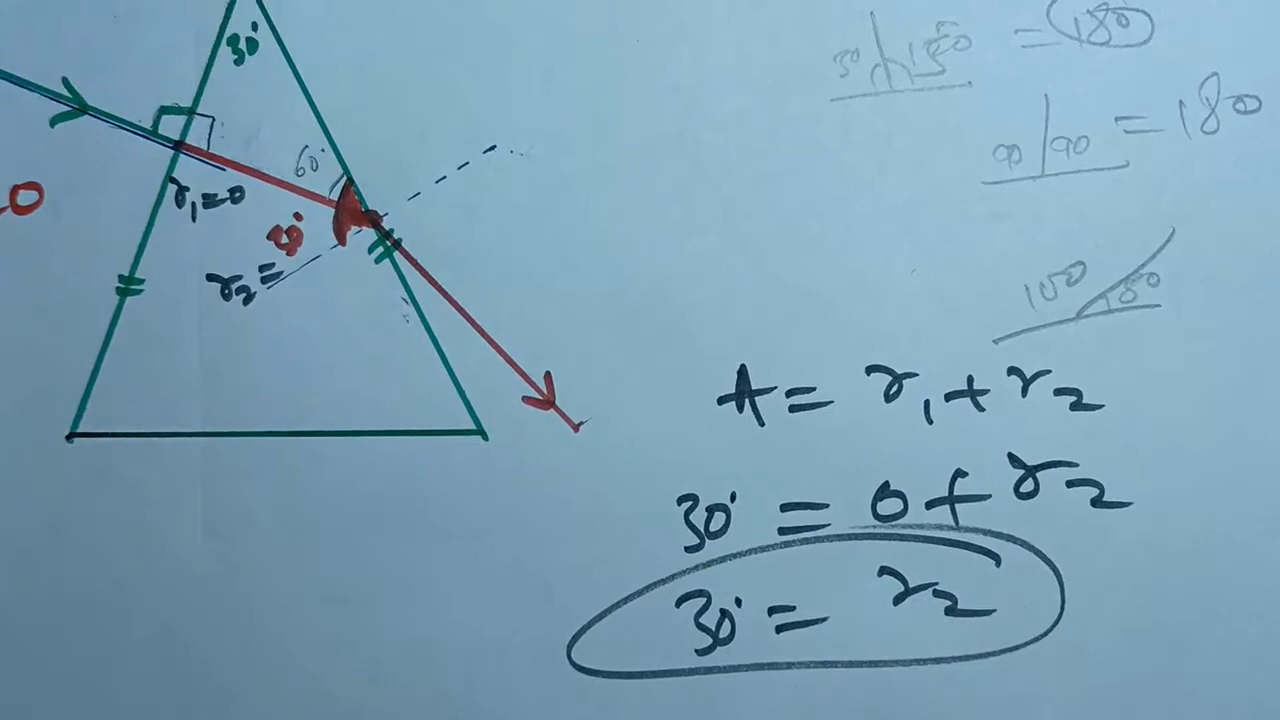 30°
60°
r₁=0
r₂=
0
30 150 = 180
90 90 = 180
100 80
A = r₁ + r₂
30° = 0 + r₂
30° = r₂